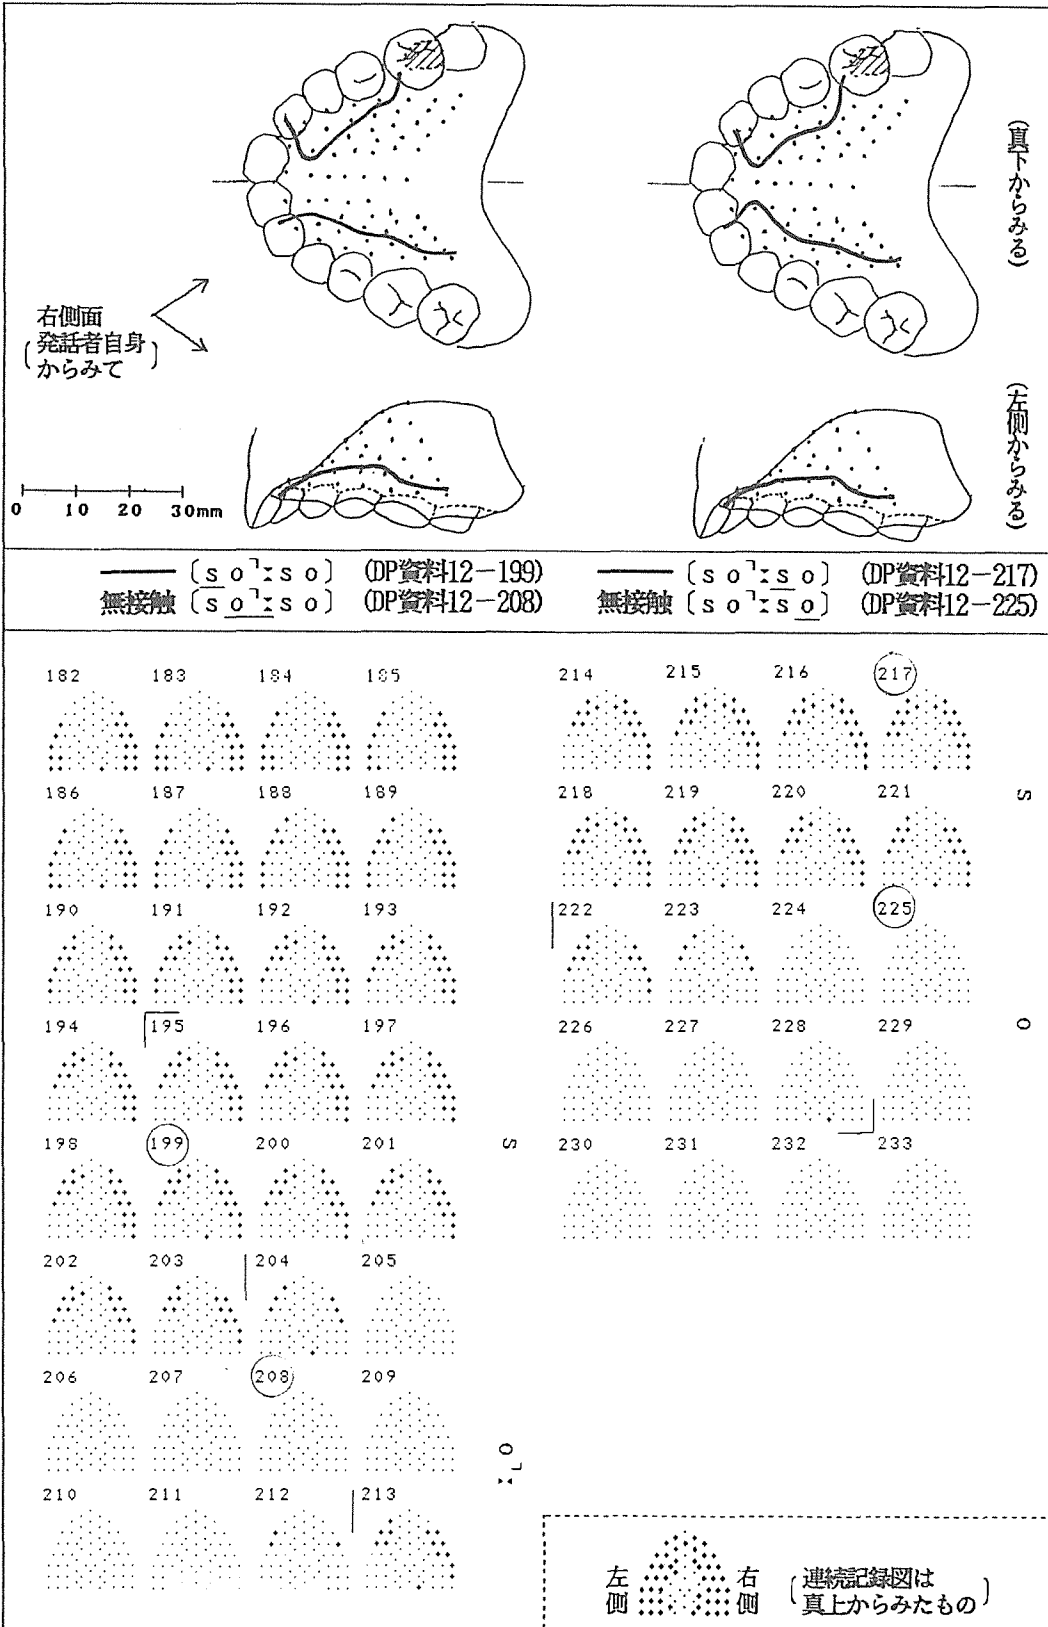 (真下からみる)
右側面
(発話者自身)
からみて
(左側からみる)
0 10 20 30mm
[so˥ːso] (DP資料12-199)
無接触 [so˥ːso] (DP資料12-208)
[so˥ːso] (DP資料12-217)
無接触 [so˥ːso] (DP資料12-225)
182 183 184 185
186 187 188 189
190 191 192 193
194 195 196 197
198 199 200 201
s
202 203 204 205
206 207 208 209
o˥ː
210 211 212 213
214 215 216 217
s
218 219 220 221
222 223 224 225
226 227 228 229
o
230 231 232 233
左側
右側
(連続記録図は
真上からみたもの)